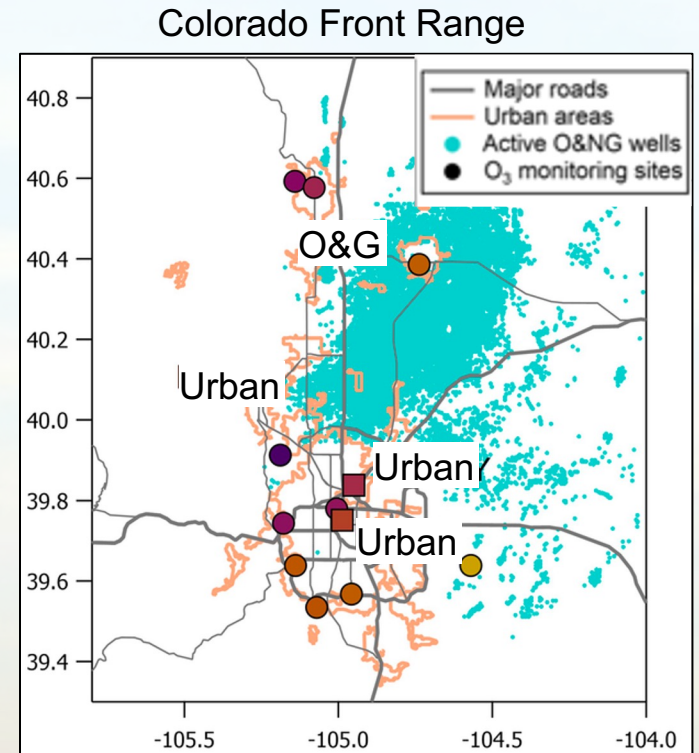 Colorado Front Range
Major roads
Urban areas
Active O&NG wells
O3 monitoring sites
40.8
40.6
O&G
40.4
40.2
Urban
40.0
Urban
39.8
Urban
39.6
39.4
-105.5
-105.0
-104.5
-104.0